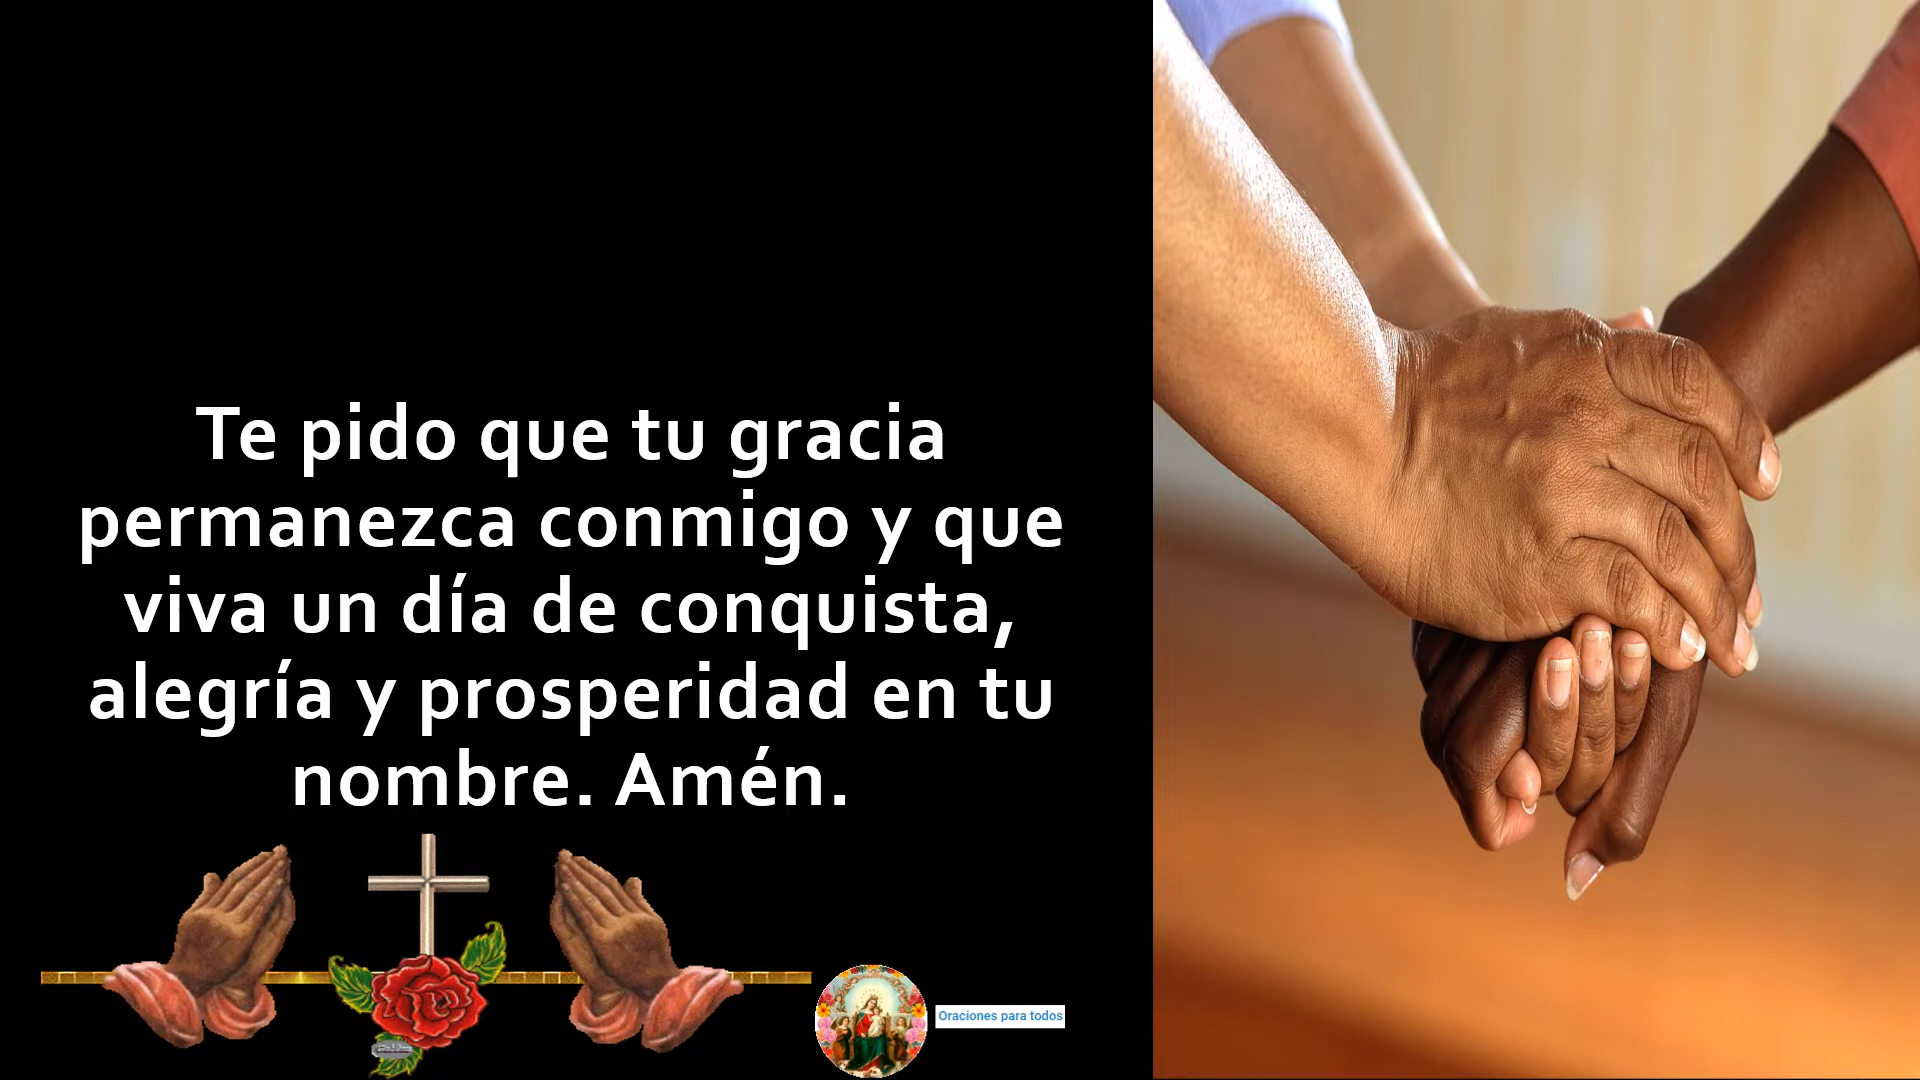 Te pido que tu gracia
permanezca conmigo y que
viva un día de conquista,
alegría y prosperidad en tu
nombre. Amén.
Oraciones para todos